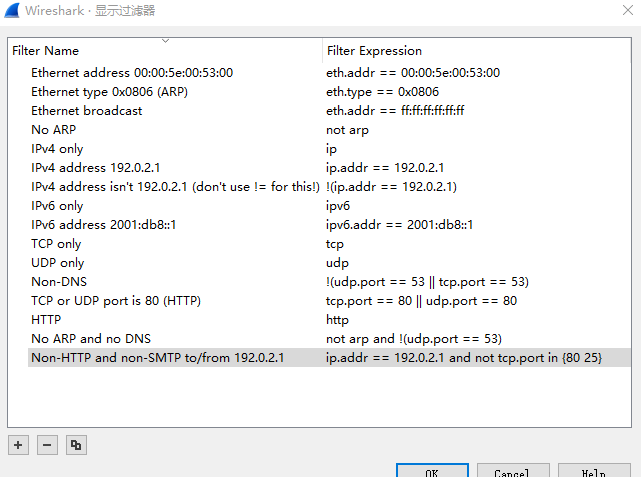 Wireshark · 显示过滤器
Filter Name Filter Expression
Ethernet address 00:00:5e:00:53:00 eth.addr == 00:00:5e:00:53:00
Ethernet type 0x0806 (ARP) eth.type == 0x0806
Ethernet broadcast eth.addr == ff:ff:ff:ff:ff:ff
No ARP not arp
IPv4 only ip
IPv4 address 192.0.2.1 ip.addr == 192.0.2.1
IPv4 address isn't 192.0.2.1 (don't use != for this!) !(ip.addr == 192.0.2.1)
IPv6 only ipv6
IPv6 address 2001:db8::1 ipv6.addr == 2001:db8::1
TCP only tcp
UDP only udp
Non-DNS !(udp.port == 53 || tcp.port == 53)
TCP or UDP port is 80 (HTTP) tcp.port == 80 || udp.port == 80
HTTP http
No ARP and no DNS not arp and !(udp.port == 53)
Non-HTTP and non-SMTP to/from 192.0.2.1 ip.addr == 192.0.2.1 and not tcp.port in {80 25}
OK Cancel Help